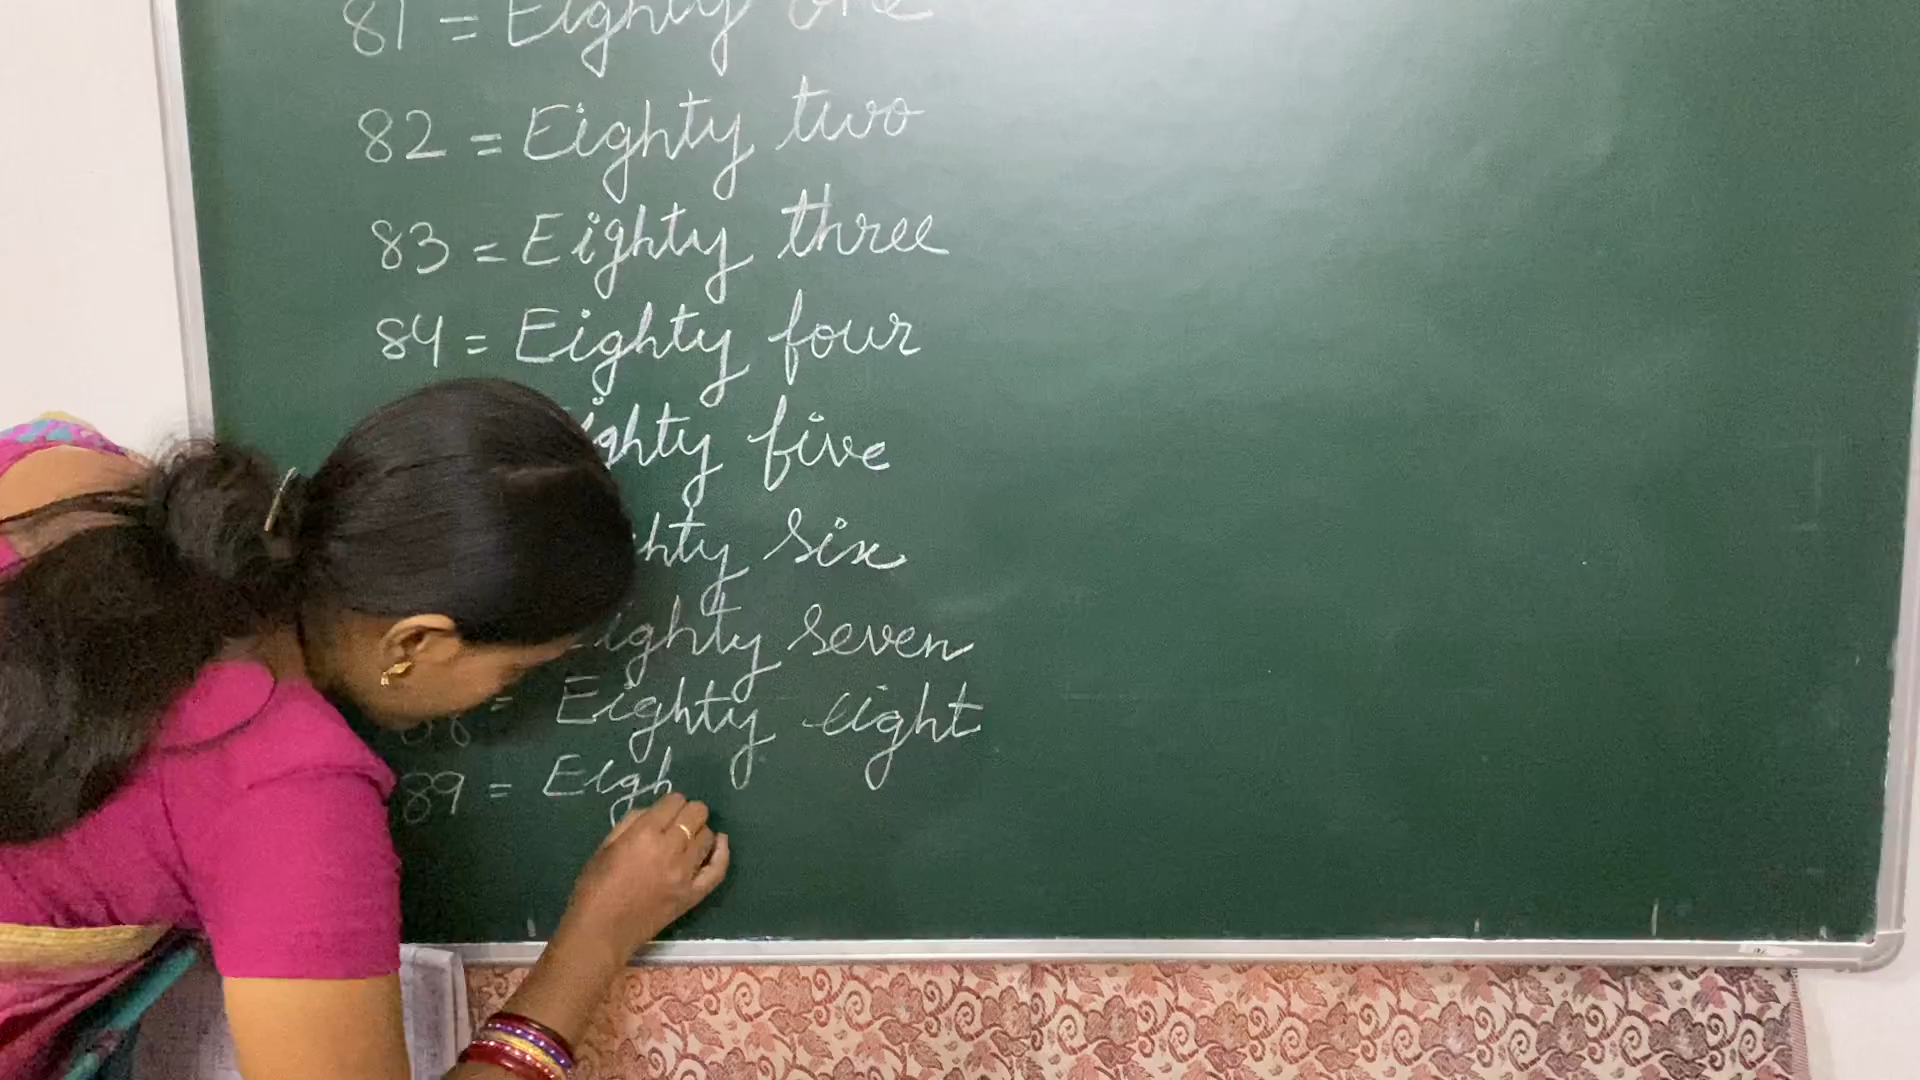 81 = Eighty one
82 = Eighty two
83 = Eighty three
84 = Eighty four
ighty five
hty six
ighty seven
88 = Eighty eight
89 = Eigh